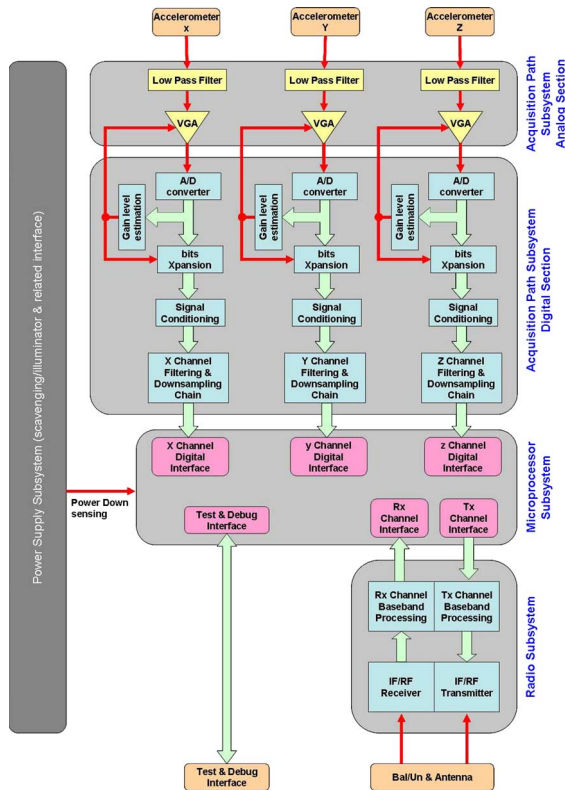 Accelerometer
x
Accelerometer
Y
Accelerometer
Z
Low Pass Filter
Low Pass Filter
Low Pass Filter
VGA
VGA
VGA
Acquisition Path
Subsystem
Analog Section
A/D
converter
A/D
converter
A/D
converter
Gain level
estimation
Gain level
estimation
Gain level
estimation
bits
Xpansion
bits
Xpansion
bits
Xpansion
Signal
Conditioning
Signal
Conditioning
Signal
Conditioning
X Channel
Filtering &
Downsampling
Chain
Y Channel
Filtering &
Downsampling
Chain
Z Channel
Filtering &
Downsampling
Chain
Acquisition Path Subsystem
Digital Section
Power Supply Subsystem (scavenging/illuminator & related interface)
X Channel
Digital
Interface
y Channel
Digital
Interface
z Channel
Digital
Interface
Power Down
sensing
Test & Debug
Interface
Rx
Channel
Interface
Tx
Channel
Interface
Microprocessor
Subsystem
Rx Channel
Baseband
Processing
Tx Channel
Baseband
Processing
IF/RF
Receiver
IF/RF
Transmitter
Radio Subsystem
Test & Debug
Interface
Bal/Un & Antenna